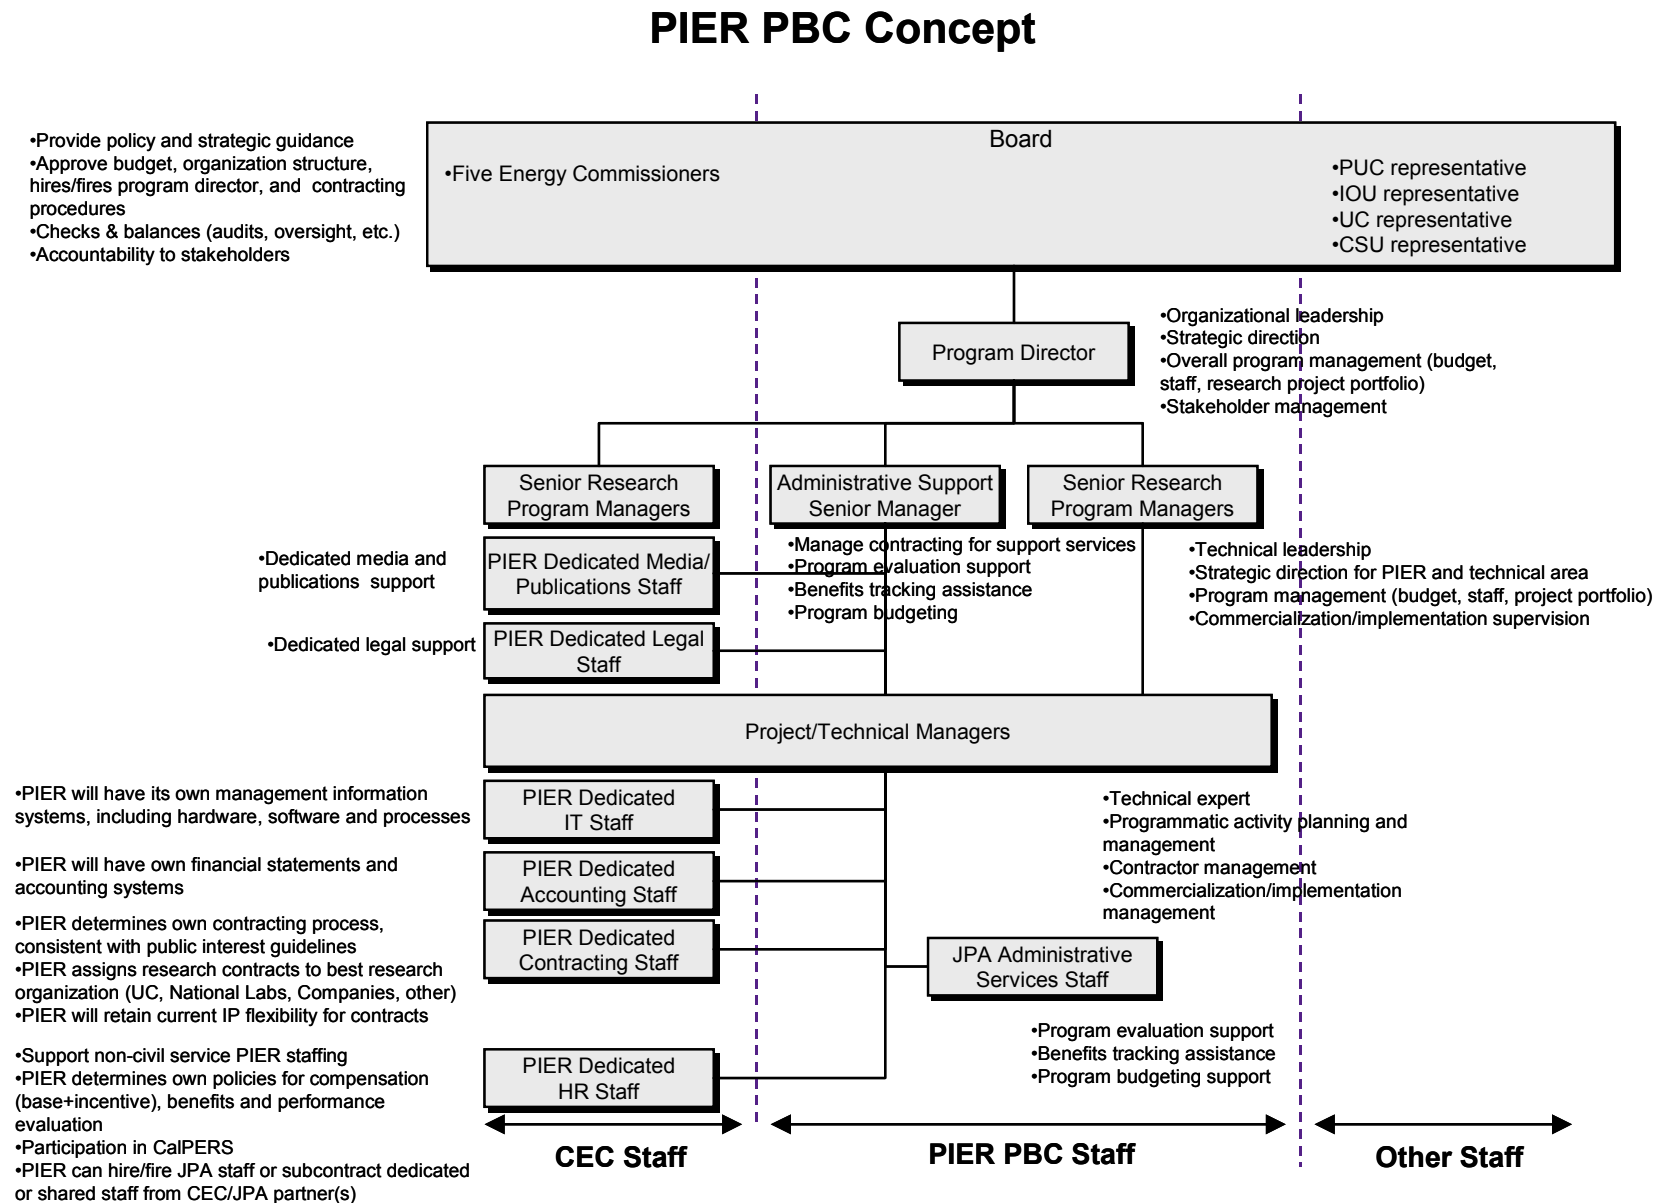 PIER PBC Concept
•Provide policy and strategic guidance
•Approve budget, organization structure,
hires/fires program director, and contracting
procedures
•Checks & balances (audits, oversight, etc.)
•Accountability to stakeholders
Board
•Five Energy Commissioners
•PUC representative
•IOU representative
•UC representative
•CSU representative
Program Director
•Organizational leadership
•Strategic direction
•Overall program management (budget,
staff, research project portfolio)
•Stakeholder management
Senior Research
Program Managers
Administrative Support
Senior Manager
Senior Research
Program Managers
•Dedicated media and
publications support
PIER Dedicated Media/
Publications Staff
•Manage contracting for support services
•Program evaluation support
•Benefits tracking assistance
•Program budgeting
•Technical leadership
•Strategic direction for PIER and technical area
•Program management (budget, staff, project portfolio)
•Commercialization/implementation supervision
•Dedicated legal support
PIER Dedicated Legal
Staff
Project/Technical Managers
•PIER will have its own management information
systems, including hardware, software and processes
PIER Dedicated
IT Staff
•Technical expert
•Programmatic activity planning and
management
•Contractor management
•Commercialization/implementation
management
•PIER will have own financial statements and
accounting systems
PIER Dedicated
Accounting Staff
•PIER determines own contracting process,
consistent with public interest guidelines
•PIER assigns research contracts to best research
organization (UC, National Labs, Companies, other)
•PIER will retain current IP flexibility for contracts
PIER Dedicated
Contracting Staff
JPA Administrative
Services Staff
•Program evaluation support
•Benefits tracking assistance
•Program budgeting support
•Support non-civil service PIER staffing
•PIER determines own policies for compensation
(base+incentive), benefits and performance
evaluation
•Participation in CalPERS
•PIER can hire/fire JPA staff or subcontract dedicated
or shared staff from CEC/JPA partner(s)
PIER Dedicated
HR Staff
CEC Staff
PIER PBC Staff
Other Staff